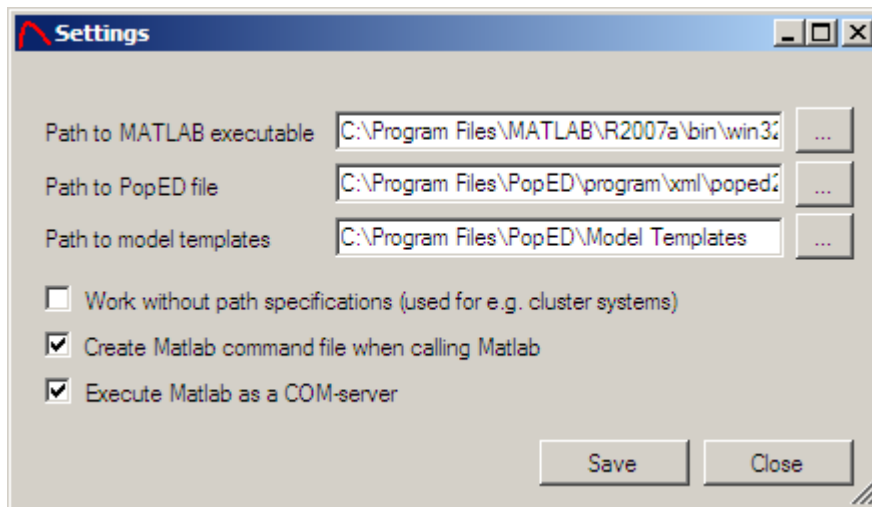 Settings
Path to MATLAB executable C:\Program Files\MATLAB\R2007a\bin\win32 ...
Path to PopED file C:\Program Files\PopED\program\xml\poped2 ...
Path to model templates C:\Program Files\PopED\Model Templates ...
Work without path specifications (used for e.g. cluster systems)
Create Matlab command file when calling Matlab
Execute Matlab as a COM-server
Save Close